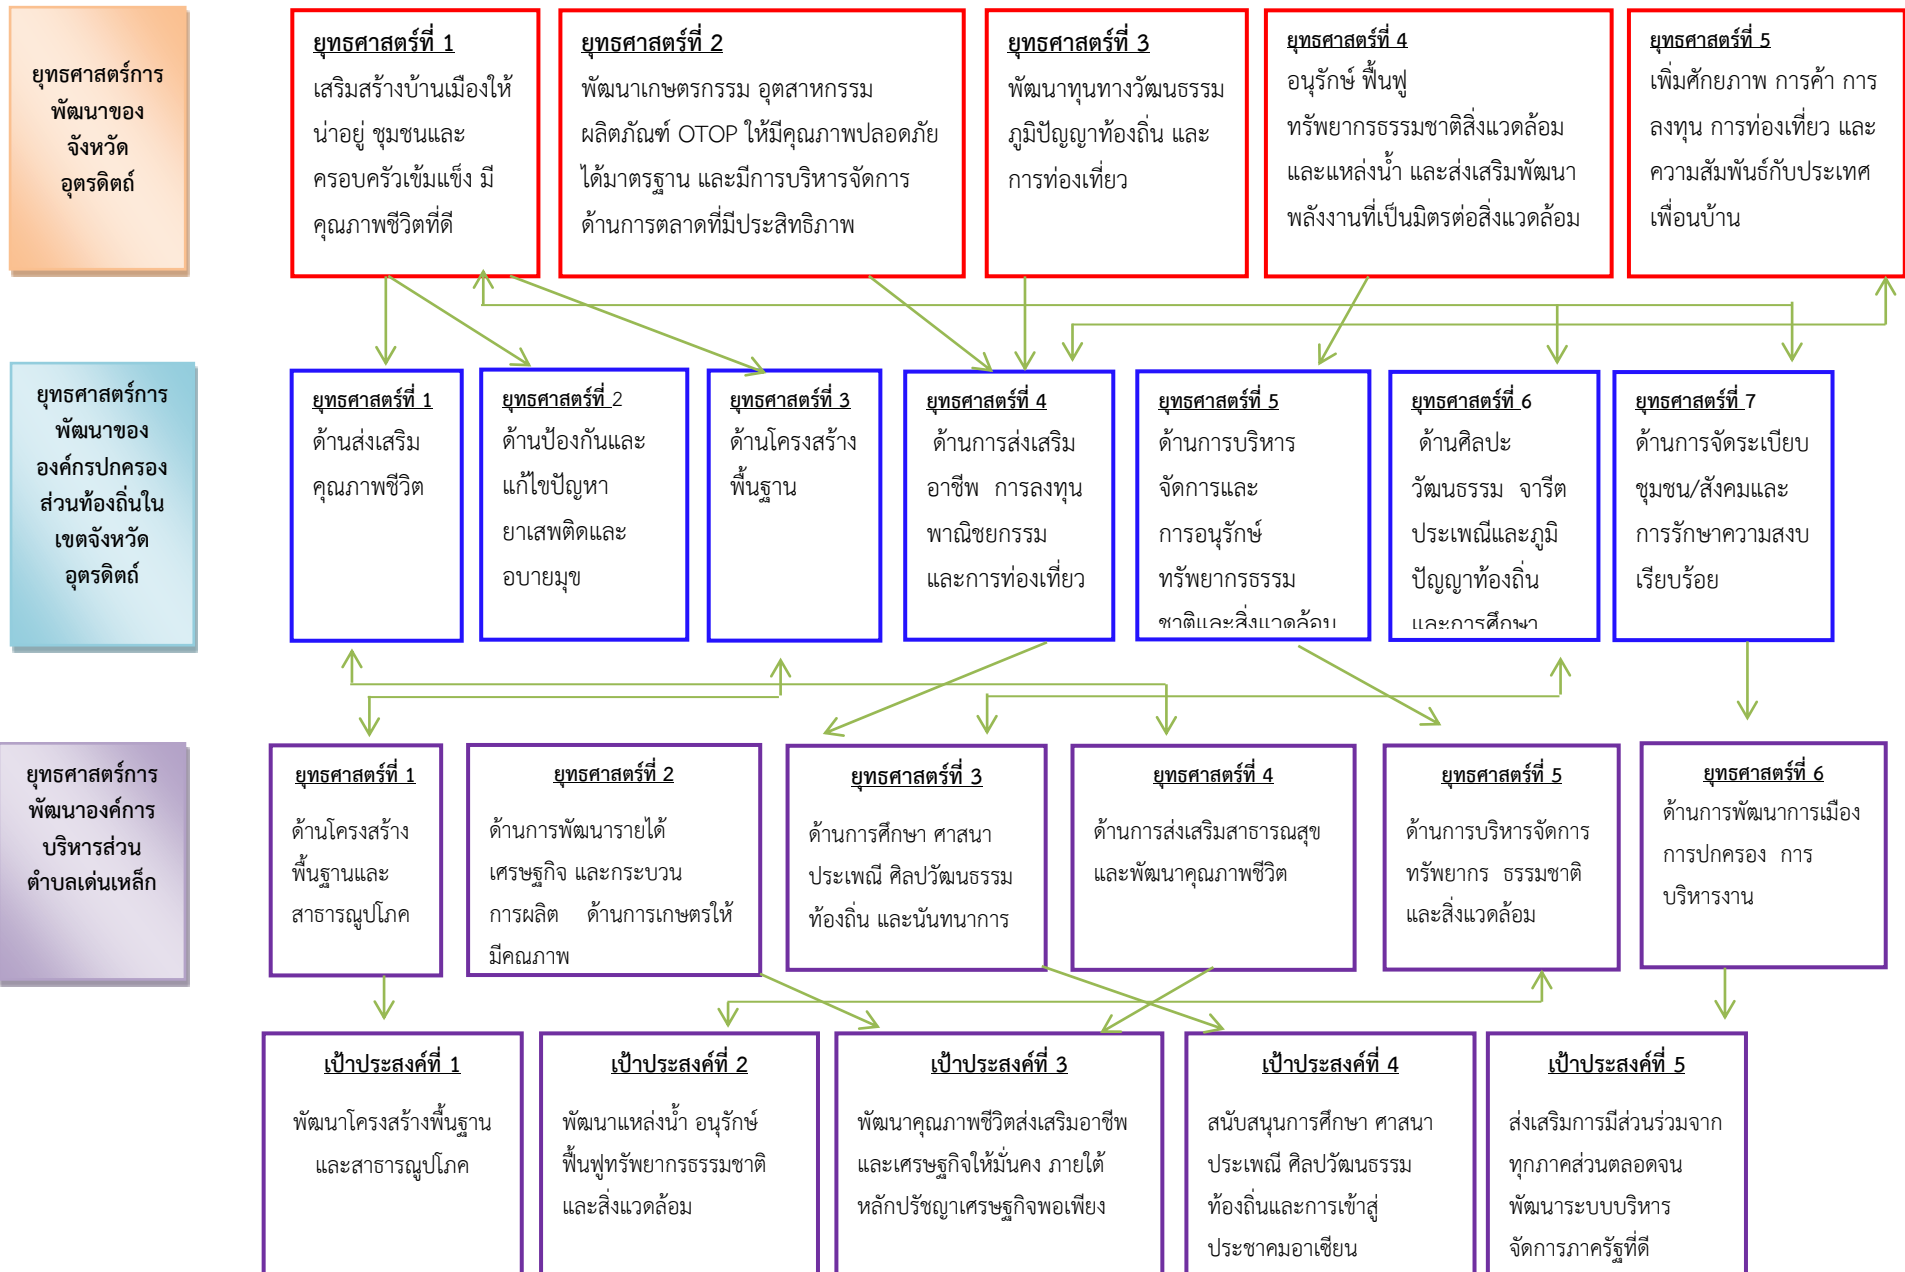 ยุทธศาสตร์การ
พัฒนาของ
จังหวัด
อุตรดิตถ์
ยุทธศาสตร์ที่ 1
เสริมสร้างบ้านเมืองให้
น่าอยู่ ชุมชนและ
ครอบครัวเข้มแข็ง มี
คุณภาพชีวิตที่ดี
ยุทธศาสตร์ที่ 2
พัฒนาเกษตรกรรม อุตสาหกรรม
ผลิตภัณฑ์ OTOP ให้มีคุณภาพปลอดภัย
ได้มาตรฐาน และมีการบริหารจัดการ
ด้านการตลาดที่มีประสิทธิภาพ
ยุทธศาสตร์ที่ 3
พัฒนาทุนทางวัฒนธรรม
ภูมิปัญญาท้องถิ่น และ
การท่องเที่ยว
ยุทธศาสตร์ที่ 4
อนุรักษ์ ฟื้นฟู
ทรัพยากรธรรมชาติสิ่งแวดล้อม
และแหล่งน้ำ และส่งเสริมพัฒนา
พลังงานที่เป็นมิตรต่อสิ่งแวดล้อม
ยุทธศาสตร์ที่ 5
เพิ่มศักยภาพ การค้า การ
ลงทุน การท่องเที่ยว และ
ความสัมพันธ์กับประเทศ
เพื่อนบ้าน
ยุทธศาสตร์การ
พัฒนาของ
องค์กรปกครอง
ส่วนท้องถิ่นใน
เขตจังหวัด
อุตรดิตถ์
ยุทธศาสตร์ที่ 1
ด้านส่งเสริม
คุณภาพชีวิต
ยุทธศาสตร์ที่ 2
ด้านป้องกันและ
แก้ไขปัญหา
ยาเสพติดและ
อบายมุข
ยุทธศาสตร์ที่ 3
ด้านโครงสร้าง
พื้นฐาน
ยุทธศาสตร์ที่ 4
ด้านการส่งเสริม
อาชีพ การลงทุน
พาณิชยกรรม
และการท่องเที่ยว
ยุทธศาสตร์ที่ 5
ด้านการบริหาร
จัดการและ
การอนุรักษ์
ทรัพยากรธรรม
ชาติและสิ่งแวดล้อม
ยุทธศาสตร์ที่ 6
ด้านศิลปะ
วัฒนธรรม จารีต
ประเพณีและภูมิ
ปัญญาท้องถิ่น
และการศึกษา
ยุทธศาสตร์ที่ 7
ด้านการจัดระเบียบ
ชุมชน/สังคมและ
การรักษาความสงบ
เรียบร้อย
ยุทธศาสตร์การ
พัฒนาองค์การ
บริหารส่วน
ตำบลเด่นเหล็ก
ยุทธศาสตร์ที่ 1
ด้านโครงสร้าง
พื้นฐานและ
สาธารณูปโภค
ยุทธศาสตร์ที่ 2
ด้านการพัฒนารายได้
เศรษฐกิจ และกระบวน
การผลิต ด้านการเกษตรให้
มีคุณภาพ
ยุทธศาสตร์ที่ 3
ด้านการศึกษา ศาสนา
ประเพณี ศิลปวัฒนธรรม
ท้องถิ่น และนันทนาการ
ยุทธศาสตร์ที่ 4
ด้านการส่งเสริมสาธารณสุข
และพัฒนาคุณภาพชีวิต
ยุทธศาสตร์ที่ 5
ด้านการบริหารจัดการ
ทรัพยากร ธรรมชาติ
และสิ่งแวดล้อม
ยุทธศาสตร์ที่ 6
ด้านการพัฒนาการเมือง
การปกครอง การ
บริหารงาน
เป้าประสงค์ที่ 1
พัฒนาโครงสร้างพื้นฐาน
และสาธารณูปโภค
เป้าประสงค์ที่ 2
พัฒนาแหล่งน้ำ อนุรักษ์
ฟื้นฟูทรัพยากรธรรมชาติ
และสิ่งแวดล้อม
เป้าประสงค์ที่ 3
พัฒนาคุณภาพชีวิตส่งเสริมอาชีพ
และเศรษฐกิจให้มั่นคง ภายใต้
หลักปรัชญาเศรษฐกิจพอเพียง
เป้าประสงค์ที่ 4
สนับสนุนการศึกษา ศาสนา
ประเพณี ศิลปวัฒนธรรม
ท้องถิ่นและการเข้าสู่
ประชาคมอาเซียน
เป้าประสงค์ที่ 5
ส่งเสริมการมีส่วนร่วมจาก
ทุกภาคส่วนตลอดจน
พัฒนาระบบบริหาร
จัดการภาครัฐที่ดี